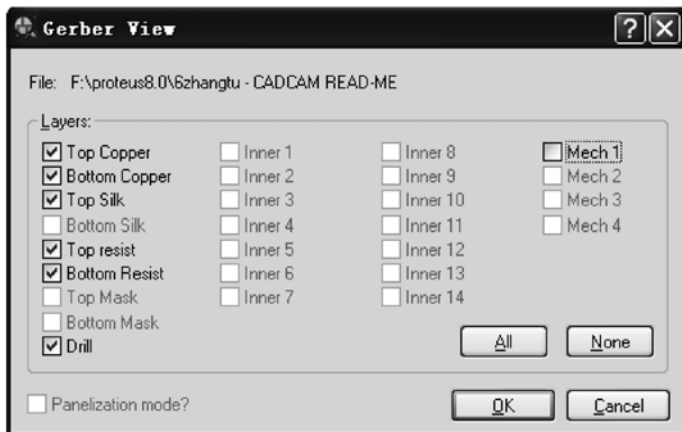 Gerber View
File: F:\proteus8.0\6zhangtu - CADCAM READ-ME
Layers:
Top Copper
Bottom Copper
Top Silk
Bottom Silk
Top resist
Bottom Resist
Top Mask
Bottom Mask
Drill
Inner 1
Inner 2
Inner 3
Inner 4
Inner 5
Inner 6
Inner 7
Inner 8
Inner 9
Inner 10
Inner 11
Inner 12
Inner 13
Inner 14
Mech 1
Mech 2
Mech 3
Mech 4
All
None
Panelization mode?
OK
Cancel